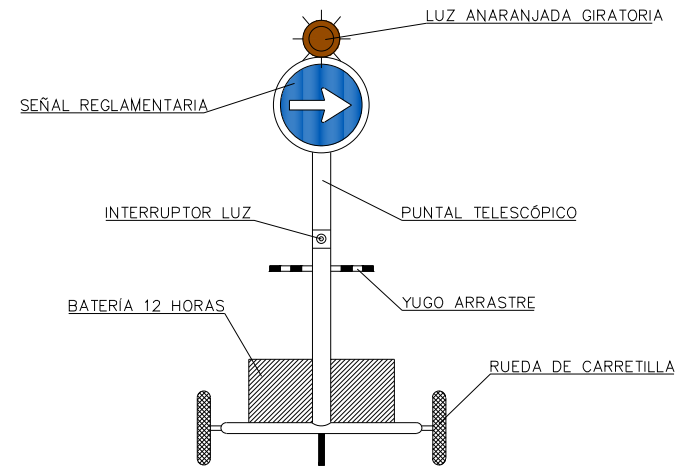 LUZ ANARANJADA GIRATORIA
SEÑAL REGLAMENTARIA
INTERRUPTOR LUZ
PUNTAL TELESCÓPICO
BATERÍA 12 HORAS
YUGO ARRASTRE
RUEDA DE CARRETILLA